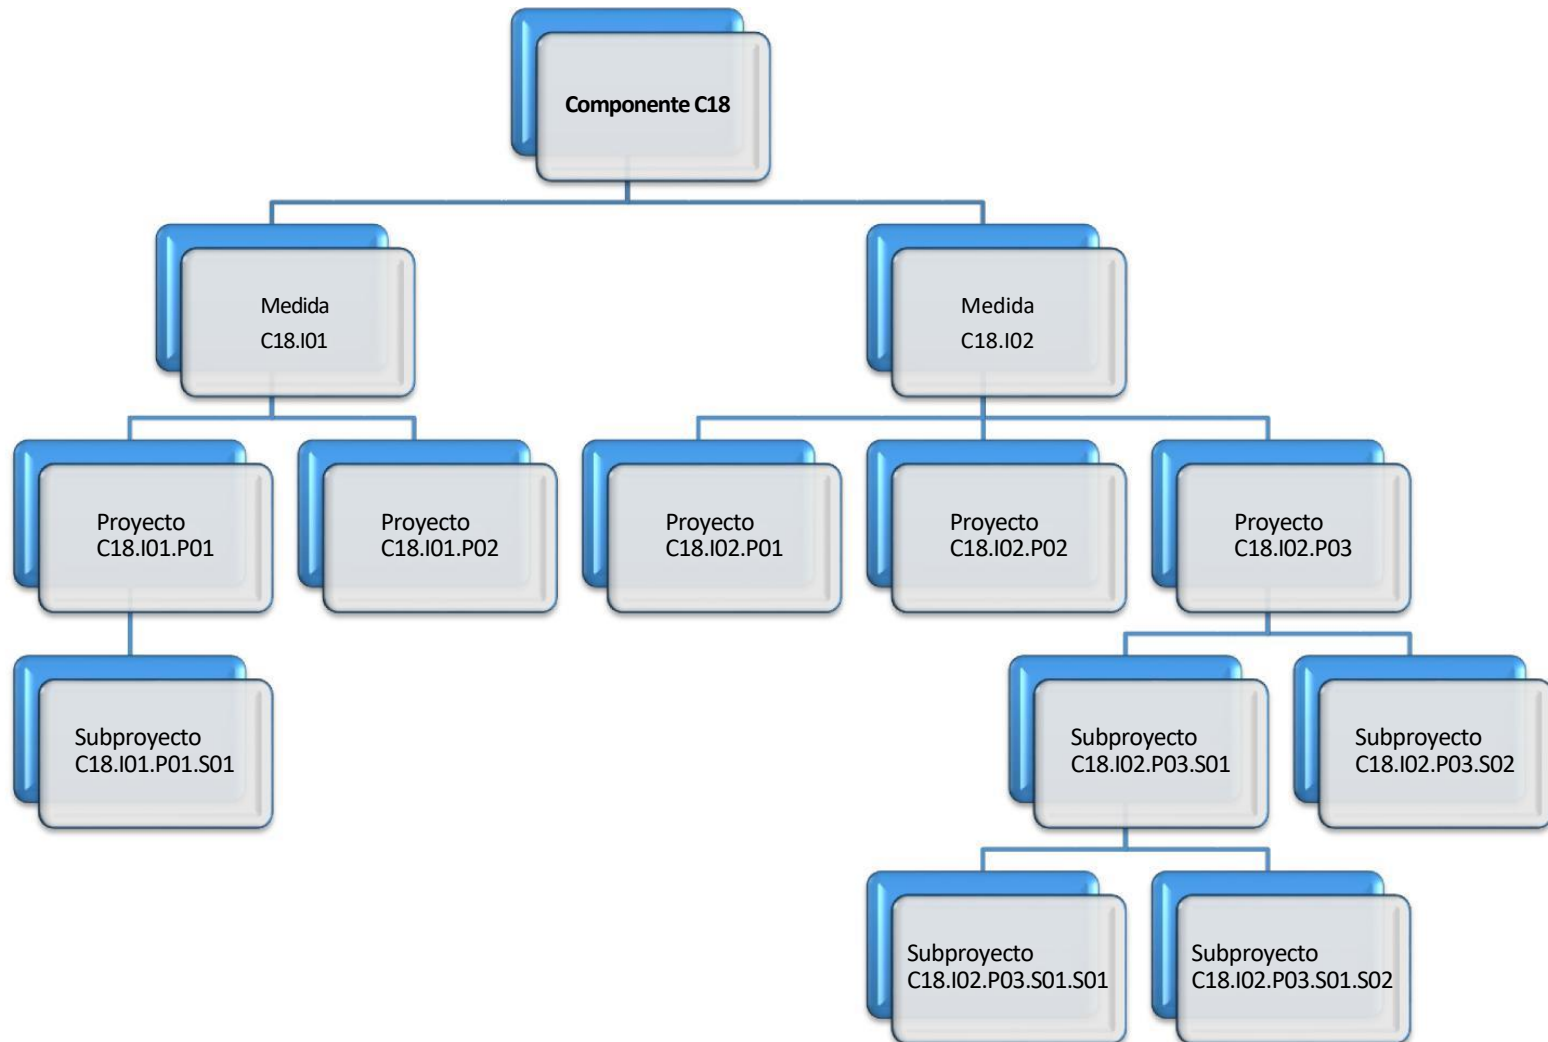 Componente C18
Medida
C18.I01
Medida
C18.I02
Proyecto
C18.I01.P01
Proyecto
C18.I01.P02
Proyecto
C18.I02.P01
Proyecto
C18.I02.P02
Proyecto
C18.I02.P03
Subproyecto
C18.I01.P01.S01
Subproyecto
C18.I02.P03.S01
Subproyecto
C18.I02.P03.S02
Subproyecto
C18.I02.P03.S01.S01
Subproyecto
C18.I02.P03.S01.S02